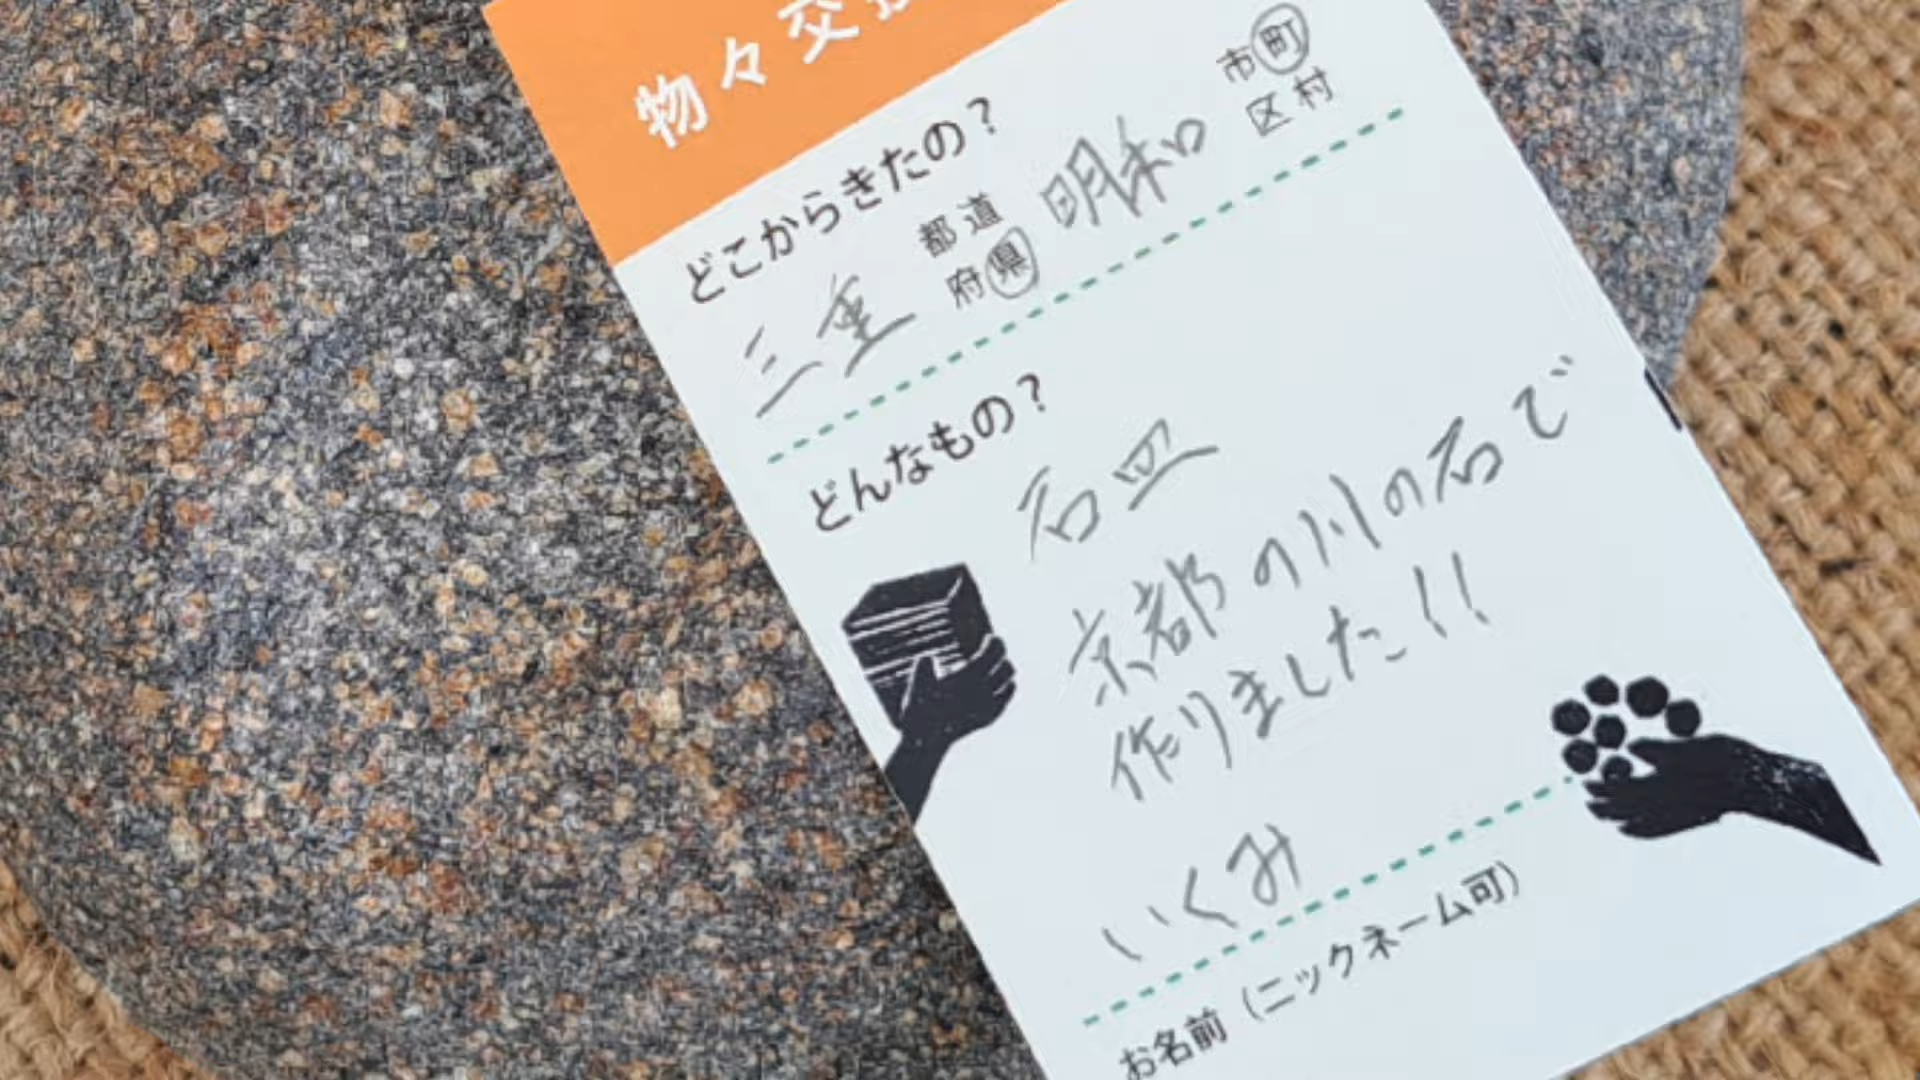 物々交換
どこからきたの？
三重 都道府県 明和 市町区村
どんなもの？
石皿
京都の川の石で
作りました！！
いくみ
お名前（ニックネーム可）